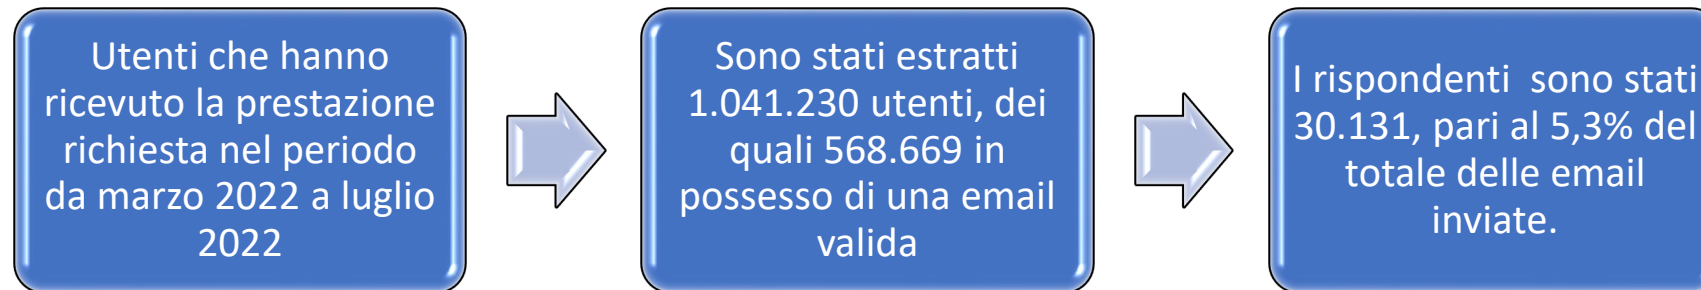 Utenti che hanno
ricevuto la prestazione
richiesta nel periodo
da marzo 2022 a luglio
2022
Sono stati estratti
1.041.230 utenti, dei
quali 568.669 in
possesso di una email
valida
I rispondenti  sono stati
30.131, pari al 5,3% del
totale delle email
inviate.